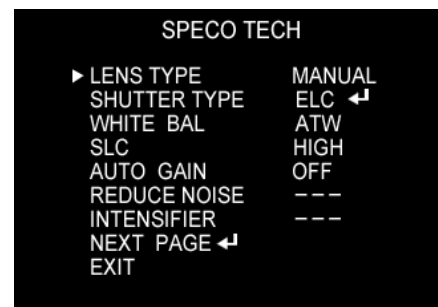 SPECO TECH
▶ LENS TYPE MANUAL
SHUTTER TYPE ELC ↵
WHITE BAL ATW
SLC HIGH
AUTO GAIN OFF
REDUCE NOISE ---
INTENSIFIER ---
NEXT PAGE ↵
EXIT